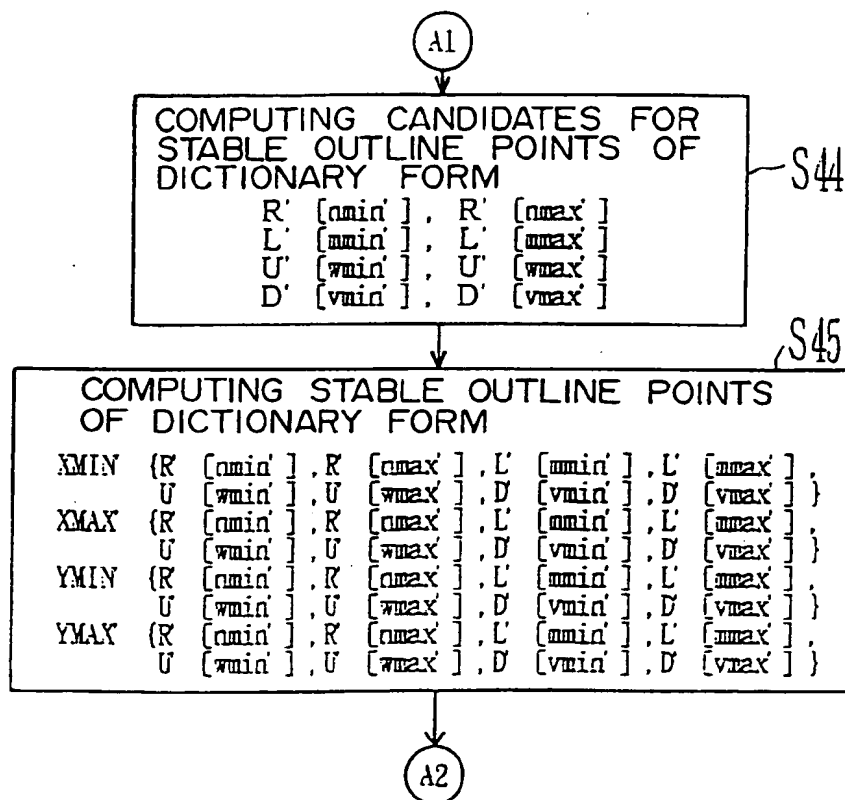 A1
COMPUTING CANDIDATES FOR
STABLE OUTLINE POINTS OF
DICTIONARY FORM
R' [nmin'], R' [nmax']
L' [mmin'], L' [mmax']
U' [wmin'], U' [wmax']
D' [vmin'], D' [vmax']
S44
S45
COMPUTING STABLE OUTLINE POINTS
OF DICTIONARY FORM
XMIN' {R' [nmin'], R' [nmax'], L' [mmin'], L' [mmax'],
U' [wmin'], U' [wmax'], D' [vmin'], D' [vmax'] }
XMAX' {R' [nmin'], R' [nmax'], L' [mmin'], L' [mmax'],
U' [wmin'], U' [wmax'], D' [vmin'], D' [vmax'] }
YMIN' {R' [nmin'], R' [nmax'], L' [mmin'], L' [mmax'],
U' [wmin'], U' [wmax'], D' [vmin'], D' [vmax'] }
YMAX' {R' [nmin'], R' [nmax'], L' [mmin'], L' [mmax'],
U' [wmin'], U' [wmax'], D' [vmin'], D' [vmax'] }
A2